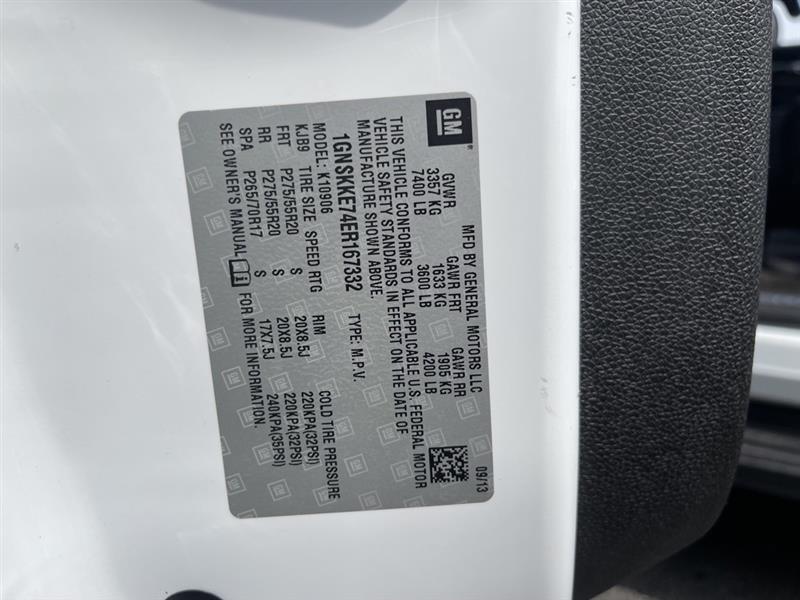 GM
MFD BY GENERAL MOTORS LLC 09/13
GVWR GAWR FRT GAWR RR
3357 KG 1633 KG 1905 KG
7400 LB 3600 LB 4200 LB
THIS VEHICLE CONFORMS TO ALL APPLICABLE U.S. FEDERAL MOTOR
VEHICLE SAFETY STANDARDS IN EFFECT ON THE DATE OF
MANUFACTURE SHOWN ABOVE.
1GNSKKE74ER167332 TYPE: M.P.V.
MODEL: K10906
KJB9 TIRE SIZE SPEED RTG RIM COLD TIRE PRESSURE
FRT P275/55R20 S 20X8.5J 220KPA(32PSI)
RR P275/55R20 S 20X8.5J 220KPA(32PSI)
SPA P265/70R17 S 17X7.5J 240KPA(35PSI)
SEE OWNER'S MANUAL FOR MORE INFORMATION.